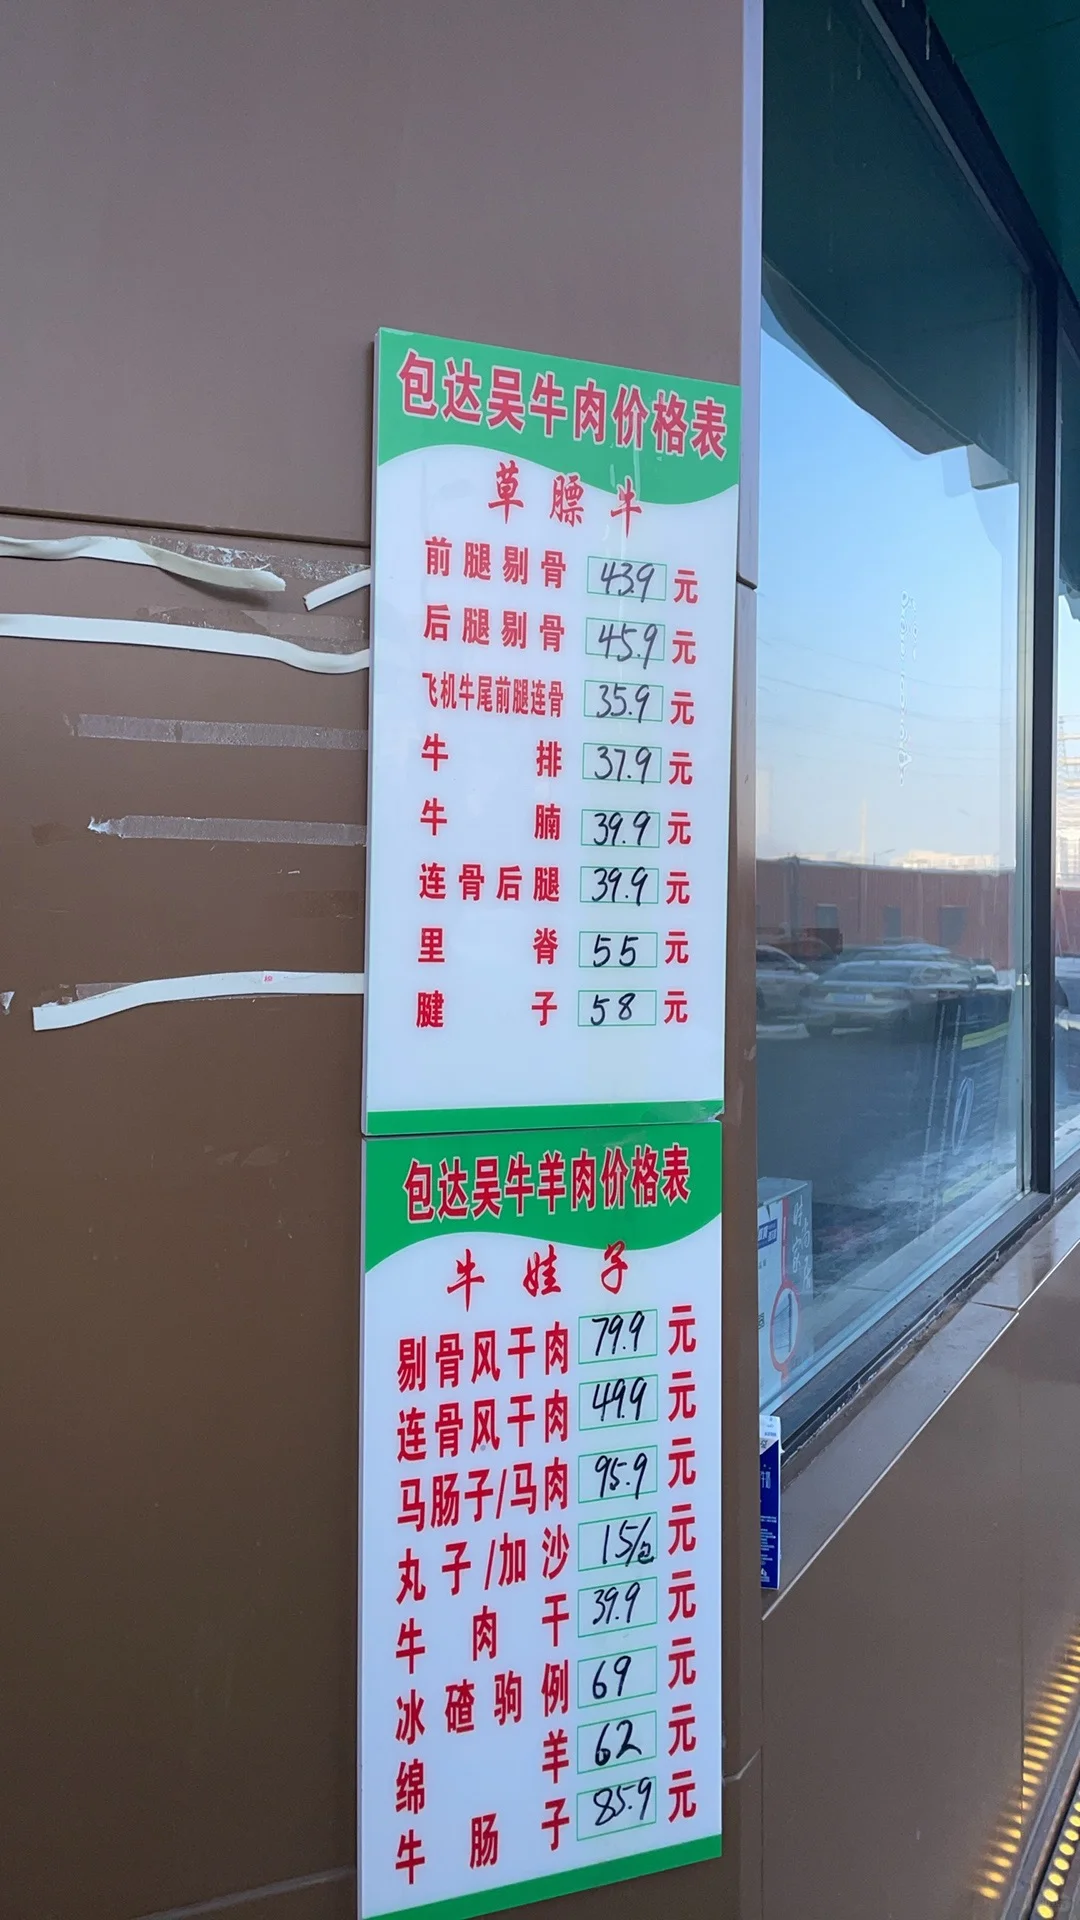 包达吴牛肉价格表
草膘牛
前腿剔骨 43.9 元
后腿剔骨 45.9 元
飞机牛尾前腿连骨 35.9 元
牛排 37.9 元
牛腩 39.9 元
连骨后腿 39.9 元
里脊 55 元
腱子 58 元
包达吴牛羊肉价格表
牛娃子
剔骨风干肉 79.9 元
连骨风干肉 49.9 元
马肠子/马肉 95.9 元
丸子/加沙 15/包 元
牛肉干 39.9 元
冰碴驹例 69 元
绵羊 62 元
牛肠子 85.9 元